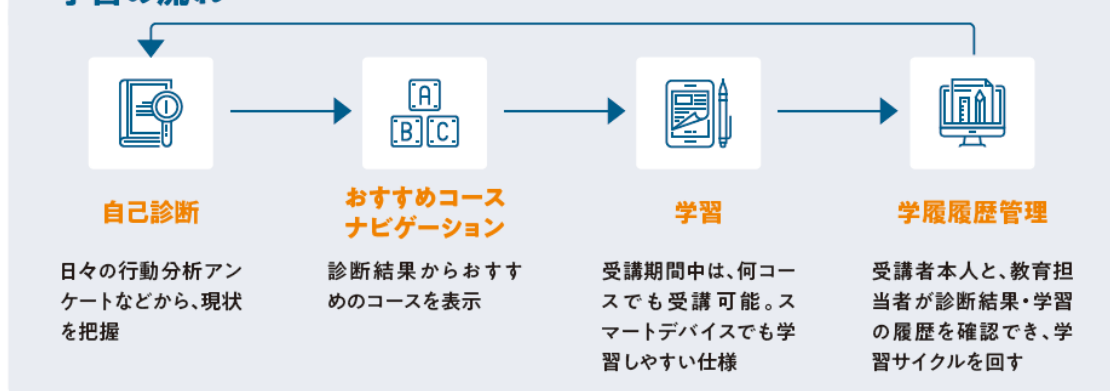 学習の流れ
A
B C
自己診断
日々の行動分析アン
ケートなどから、現状
を把握
おすすめコース
ナビゲーション
診断結果からおすす
めのコースを表示
学習
受講期間中は、何コー
スでも受講可能。ス
マートデバイスでも学
習しやすい仕様
学履履歴管理
受講者本人と、教育担
当者が診断結果・学習
の履歴を確認でき、学
習サイクルを回す